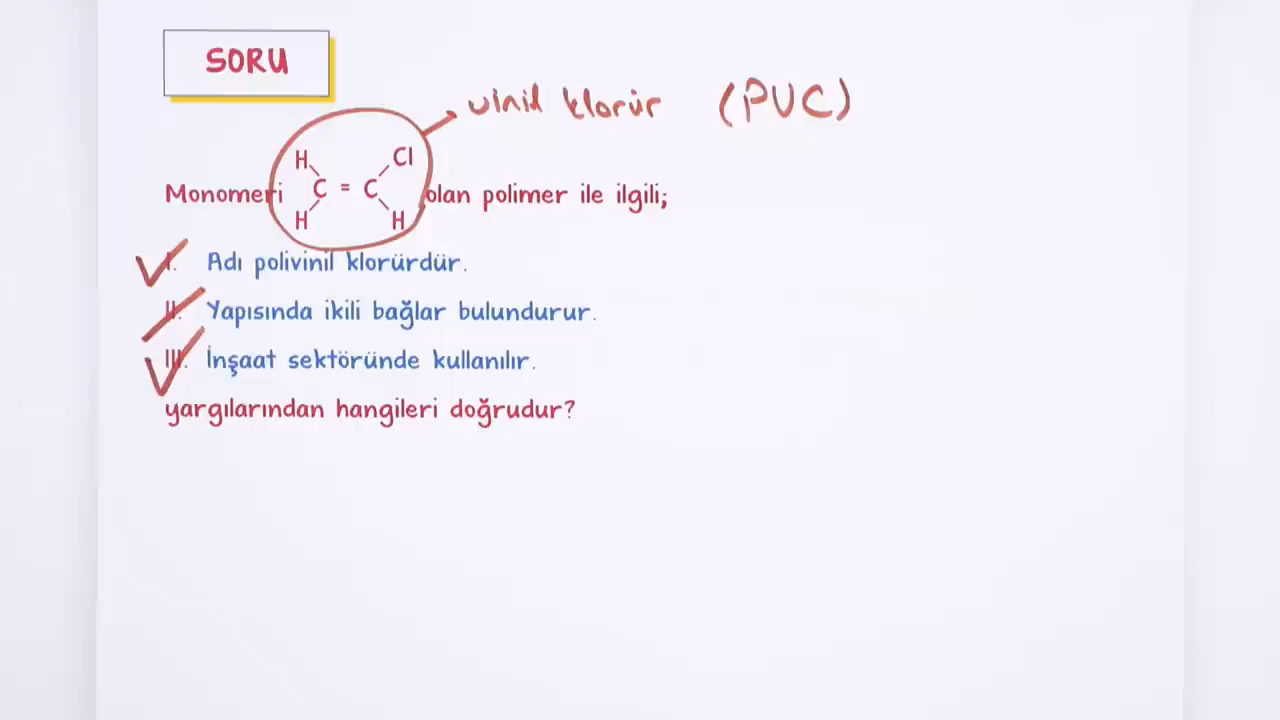 SORU
vinil klorür (PVC)
H Cl
Monomeri C = C olan polimer ile ilgili;
H H
I. Adı polivinil klorürdür.
II. Yapısında ikili bağlar bulundurur.
III. İnşaat sektöründe kullanılır.
yargılarından hangileri doğrudur?